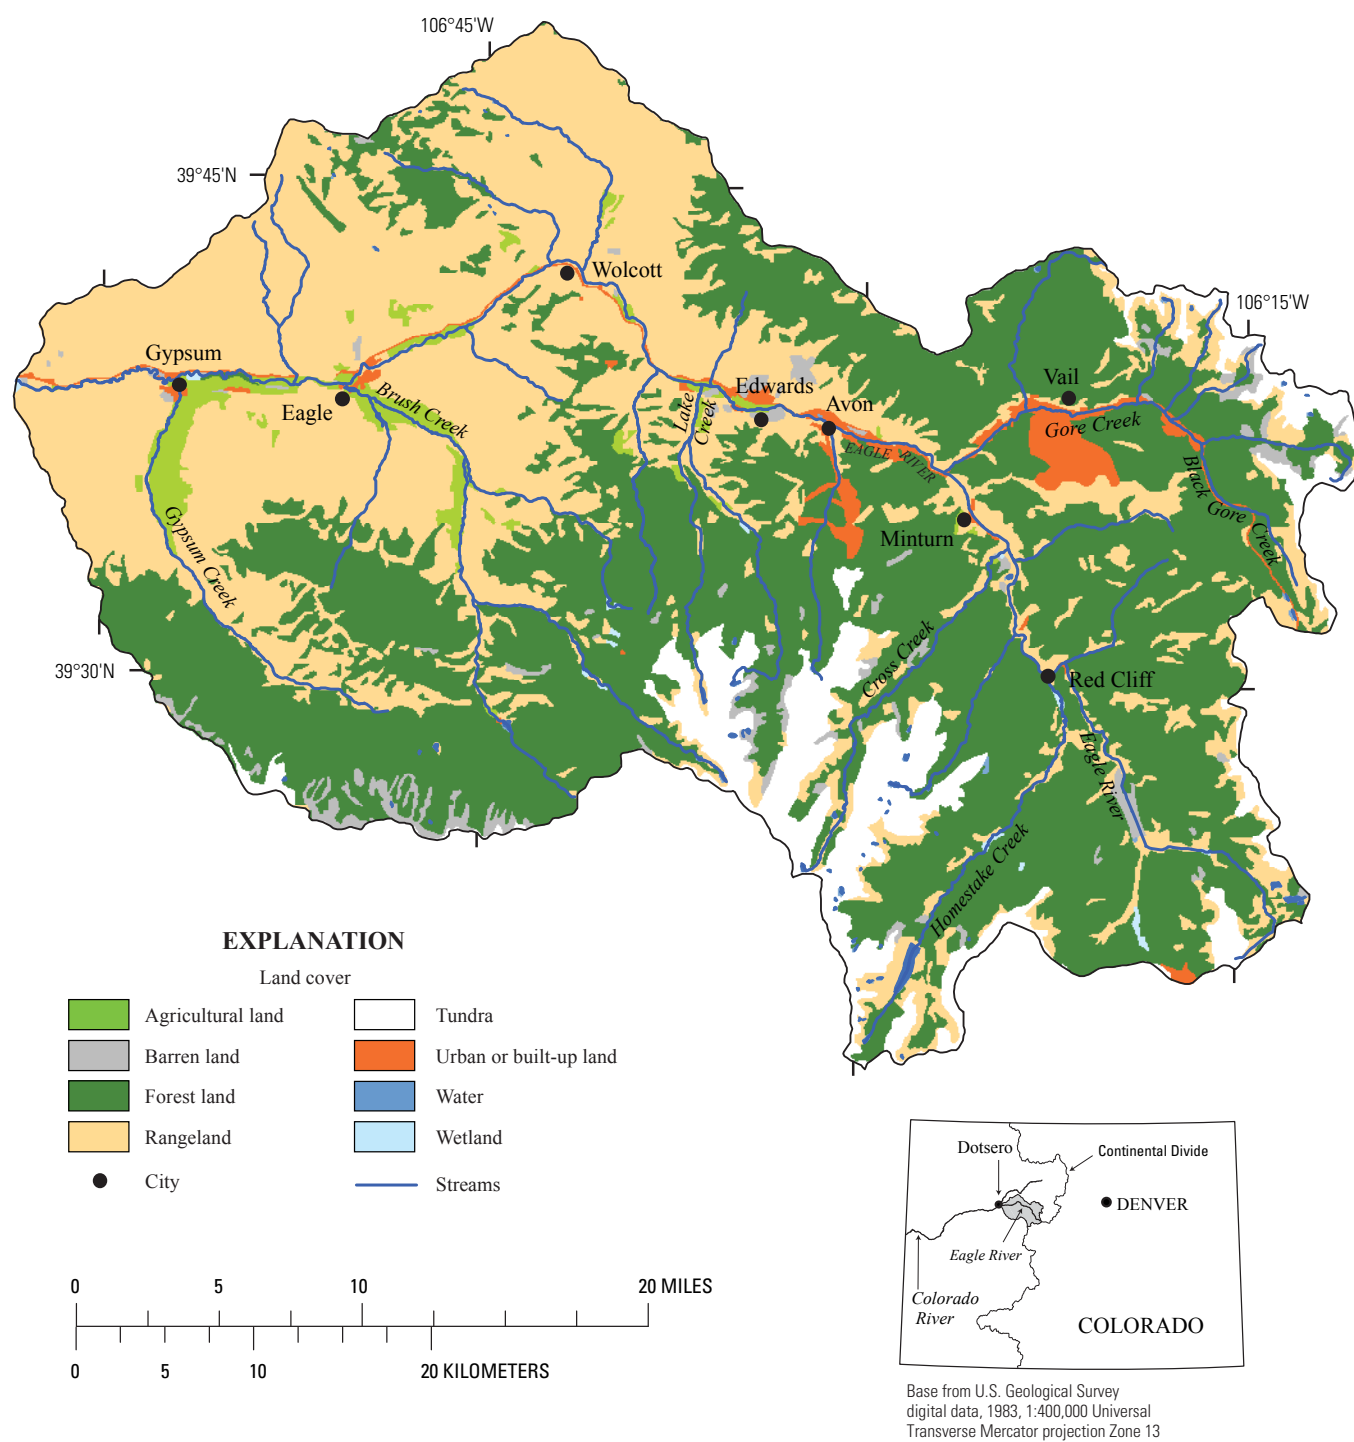 106°45'W
39°45'N
Wolcott
106°15'W
Gypsum
Edwards
Vail
Eagle
Brush Creek
Lake
Creek
Avon
Gore Creek
EAGLE RIVER
Black Gore Creek
Gypsum Creek
Minturn
39°30'N
Cross Creek
Red Cliff
Eagle River
Homestake Creek
EXPLANATION
Land cover
Agricultural land
Barren land
Forest land
Rangeland
City
Tundra
Urban or built-up land
Water
Wetland
Streams
0 5 10 20 MILES
0 5 10 20 KILOMETERS
Dotsero
Continental Divide
DENVER
Eagle River
Colorado
River
COLORADO
Base from U.S. Geological Survey
digital data, 1983, 1:400,000 Universal
Transverse Mercator projection Zone 13